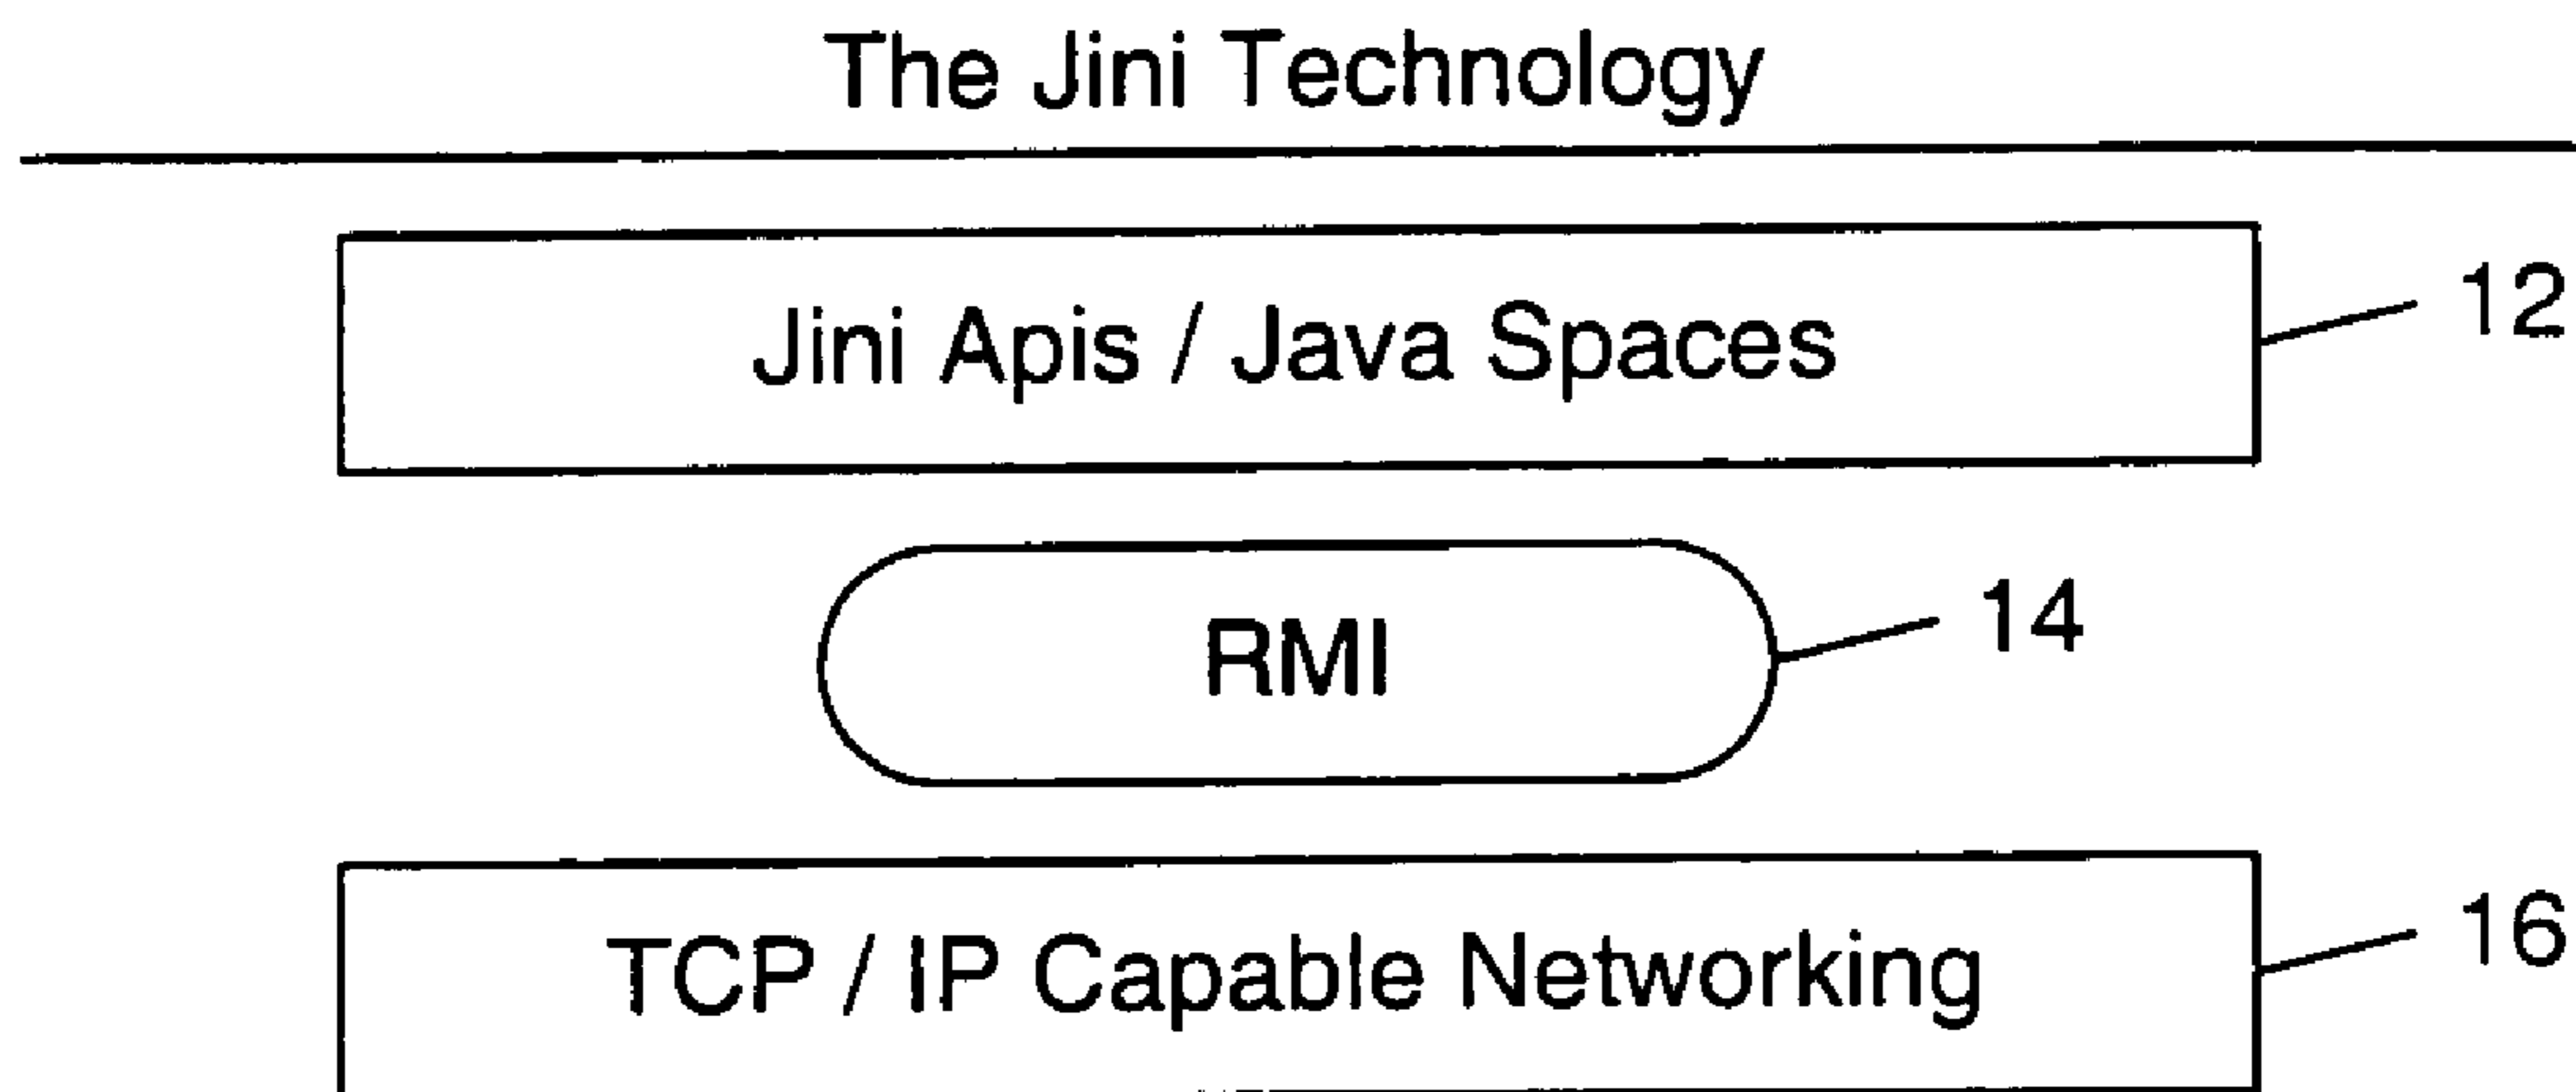 The Jini Technology
Jini Apis / Java Spaces
12
RMI
14
TCP / IP Capable Networking
16